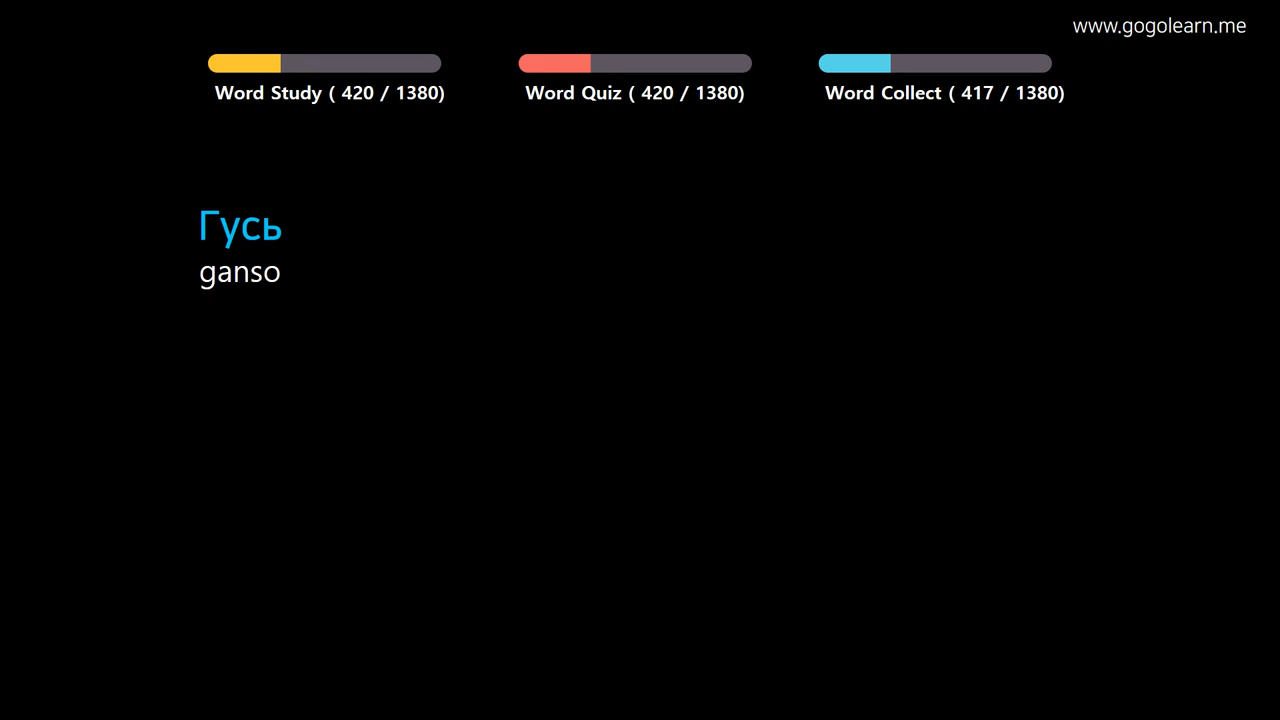 www.gogolearn.me
Word Study ( 420 / 1380)
Word Quiz ( 420 / 1380)
Word Collect ( 417 / 1380)
Гусь
ganso